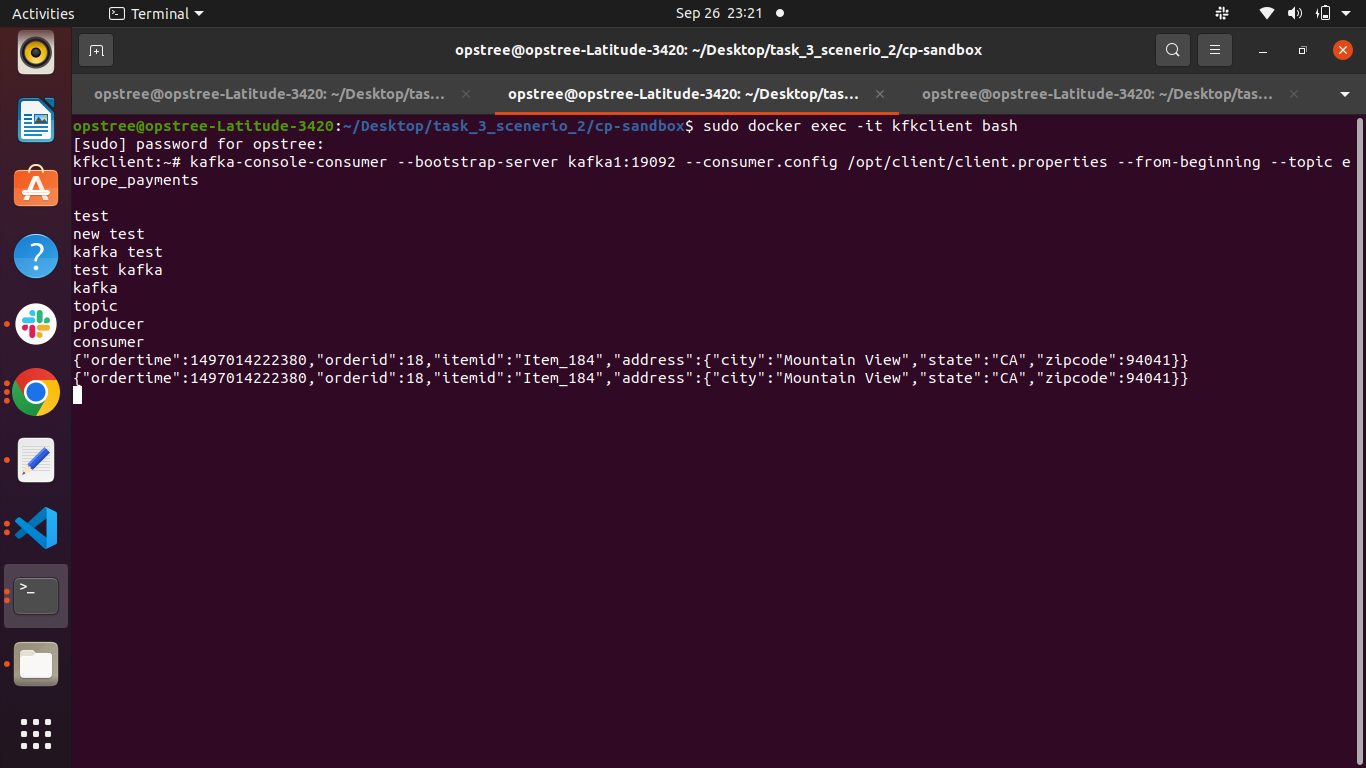 Activities
Terminal
Sep 26 23:21
opstree@opstree-Latitude-3420: ~/Desktop/task_3_scenerio_2/cp-sandbox
opstree@opstree-Latitude-3420: ~/Desktop/tas...
opstree@opstree-Latitude-3420: ~/Desktop/tas...
opstree@opstree-Latitude-3420: ~/Desktop/tas...
opstree@opstree-Latitude-3420:~/Desktop/task_3_scenerio_2/cp-sandbox$ sudo docker exec -it kfkclient bash
[sudo] password for opstree:
kfkclient:~# kafka-console-consumer --bootstrap-server kafka1:19092 --consumer.config /opt/client/client.properties --from-beginning --topic e
urope_payments
test
new test
kafka test
test kafka
kafka
topic
producer
consumer
{"ordertime":1497014222380,"orderid":18,"itemid":"Item_184","address":{"city":"Mountain View","state":"CA","zipcode":94041}}
{"ordertime":1497014222380,"orderid":18,"itemid":"Item_184","address":{"city":"Mountain View","state":"CA","zipcode":94041}}